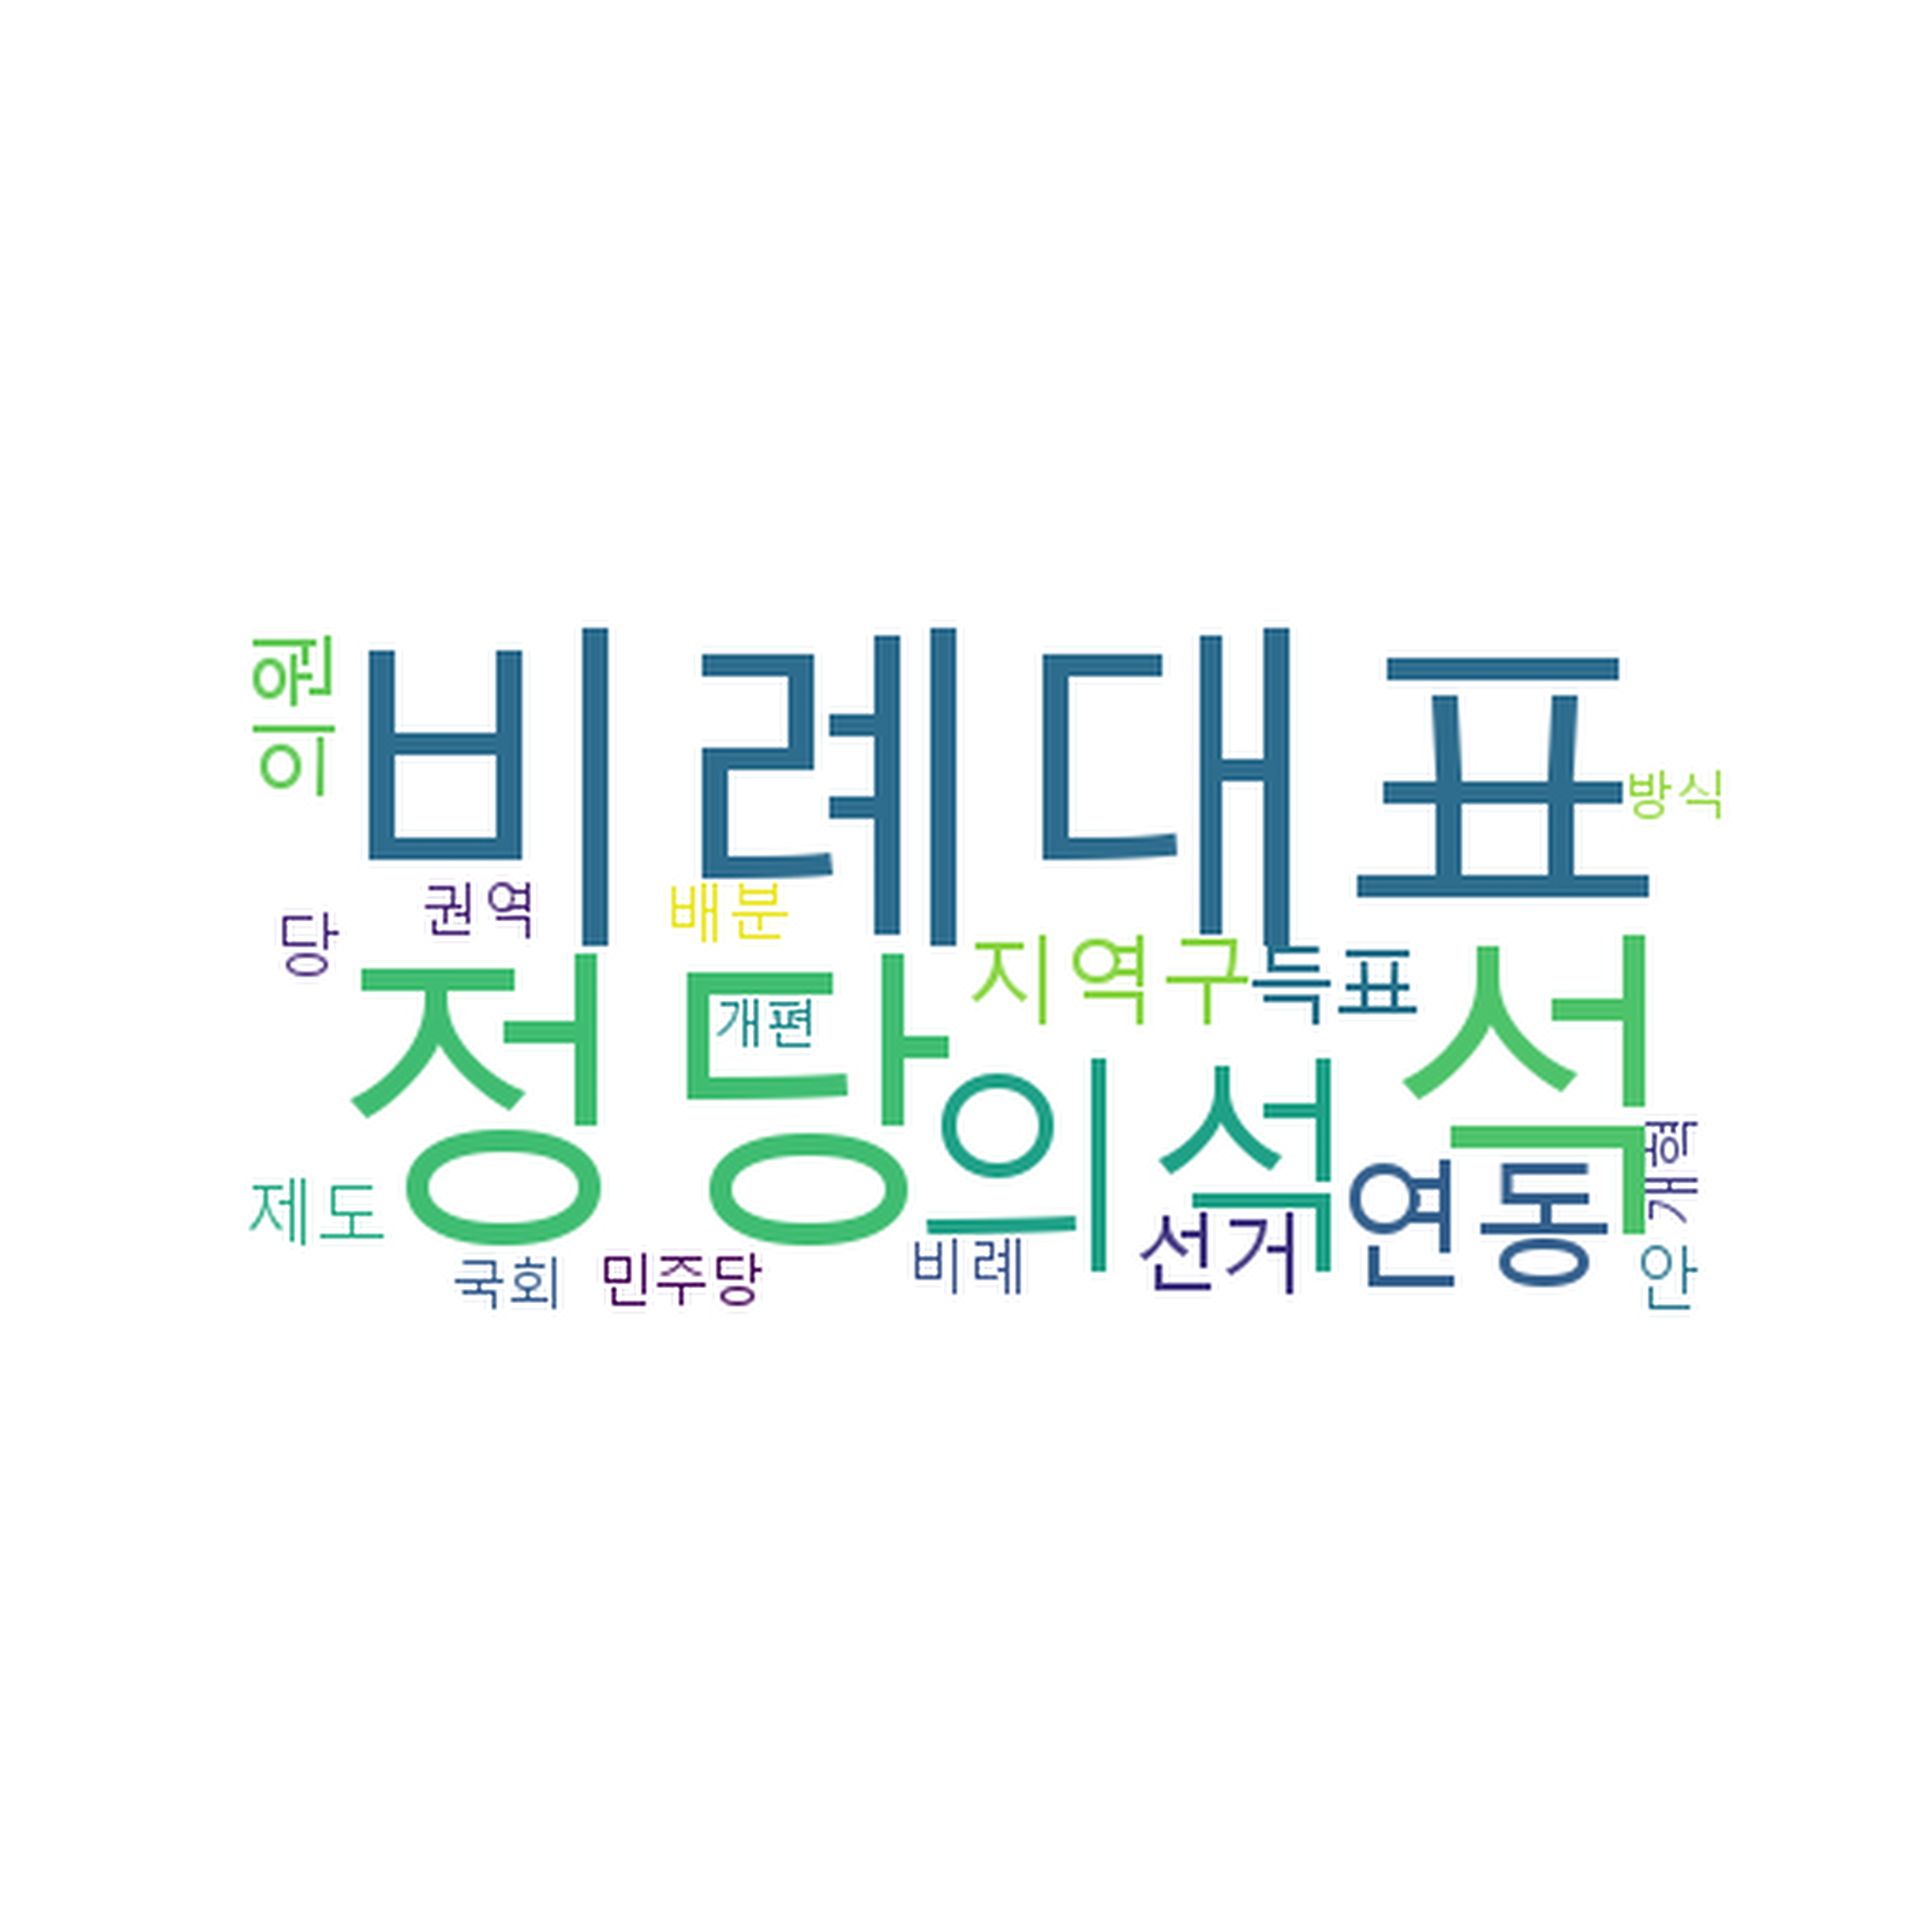 의원
비례대표
방식
권역
배분
당
지역구
득표
석
정당
개편
의석
개혁
제도
연동
선거
비례
안
국회
민주당